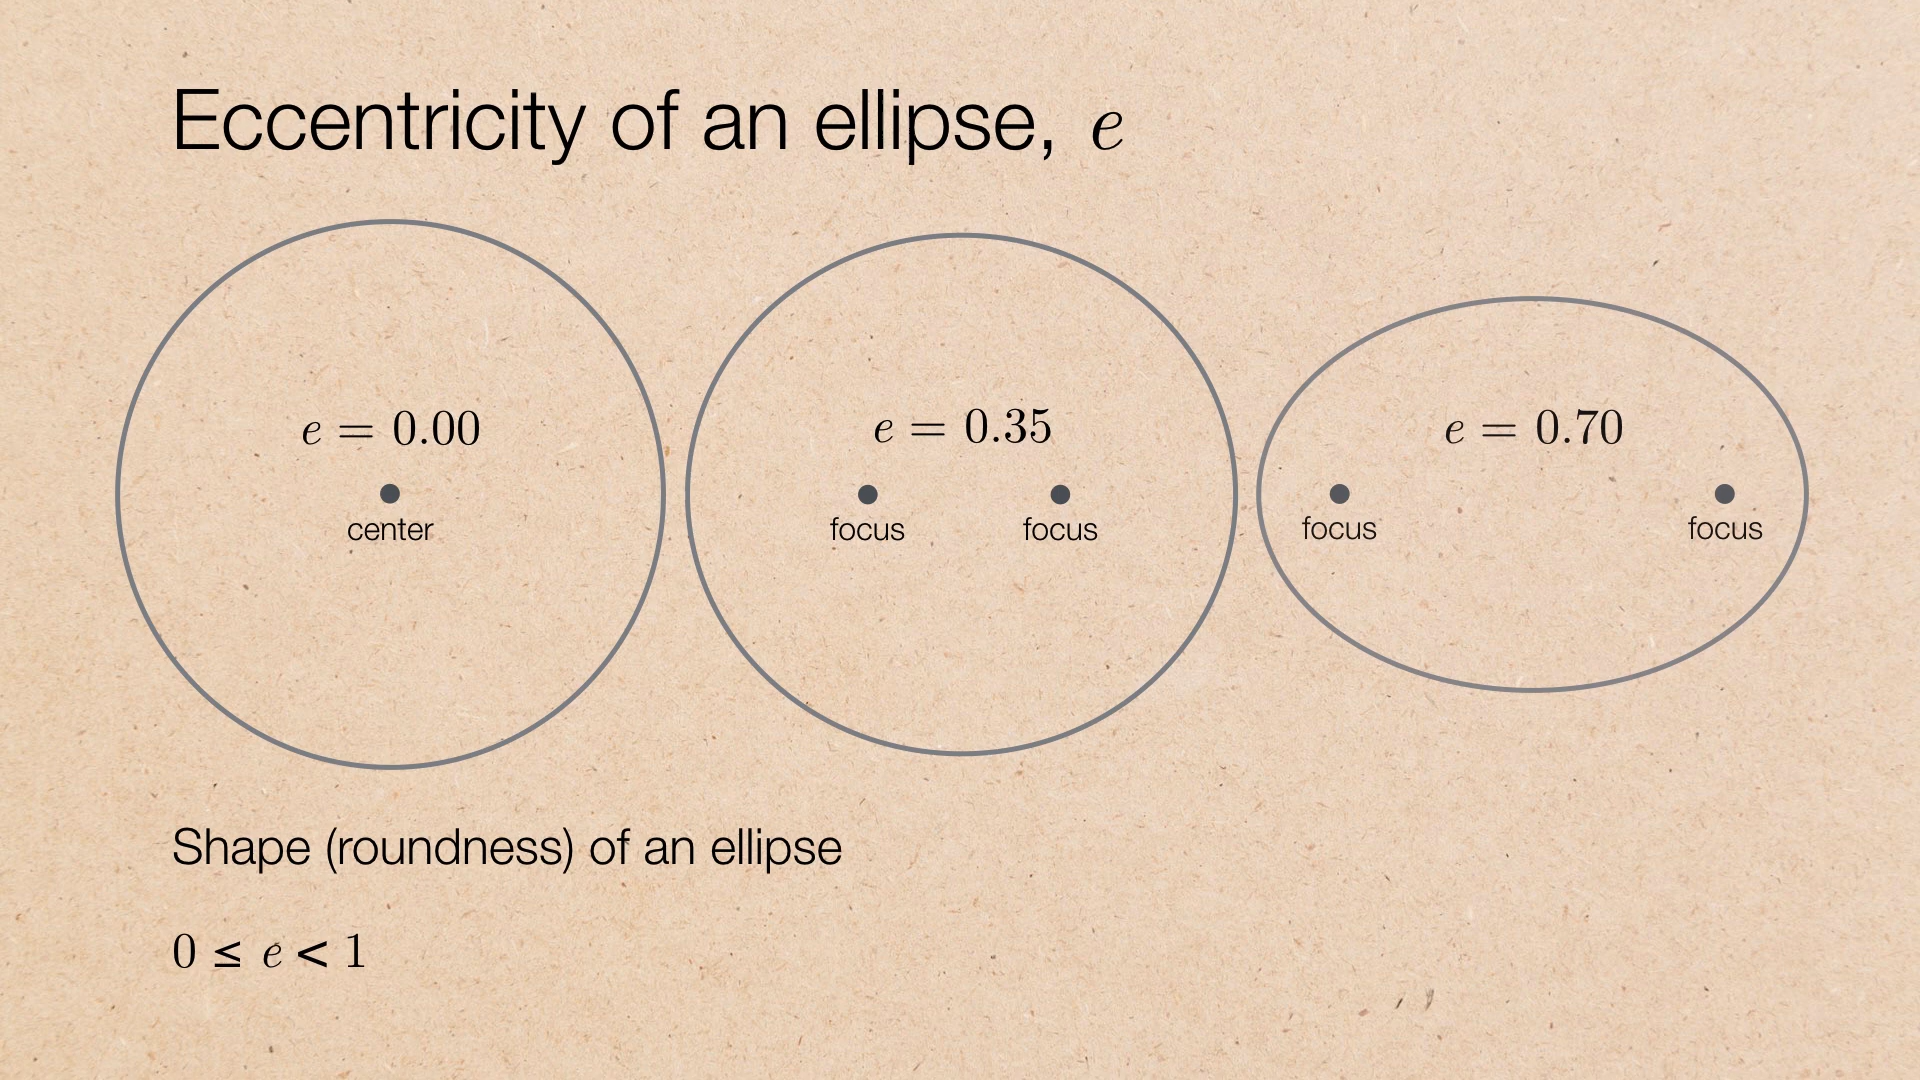 Eccentricity of an ellipse, e
e = 0.00
center
e = 0.35
focus focus
e = 0.70
focus focus
Shape (roundness) of an ellipse
0 ≤ e < 1